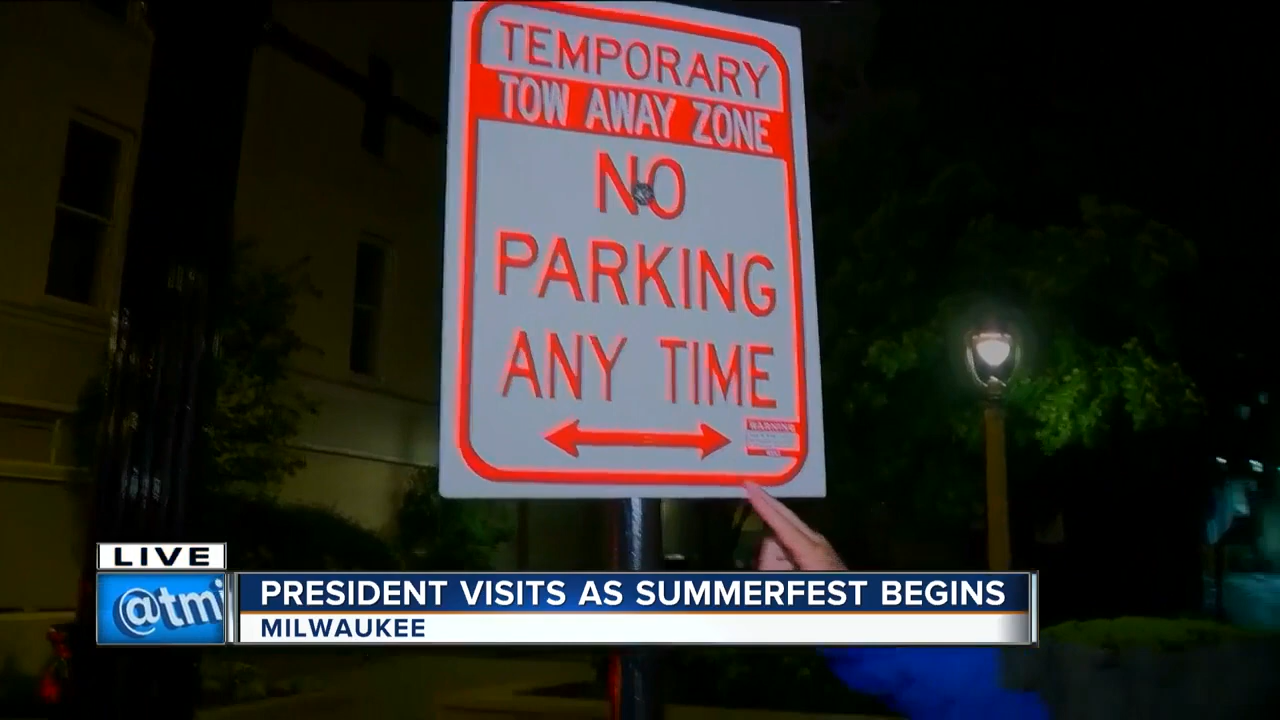 TEMPORARY
TOW AWAY ZONE
NO
PARKING
ANY TIME
WARNING
LIVE
@tmj
PRESIDENT VISITS AS SUMMERFEST BEGINS
MILWAUKEE